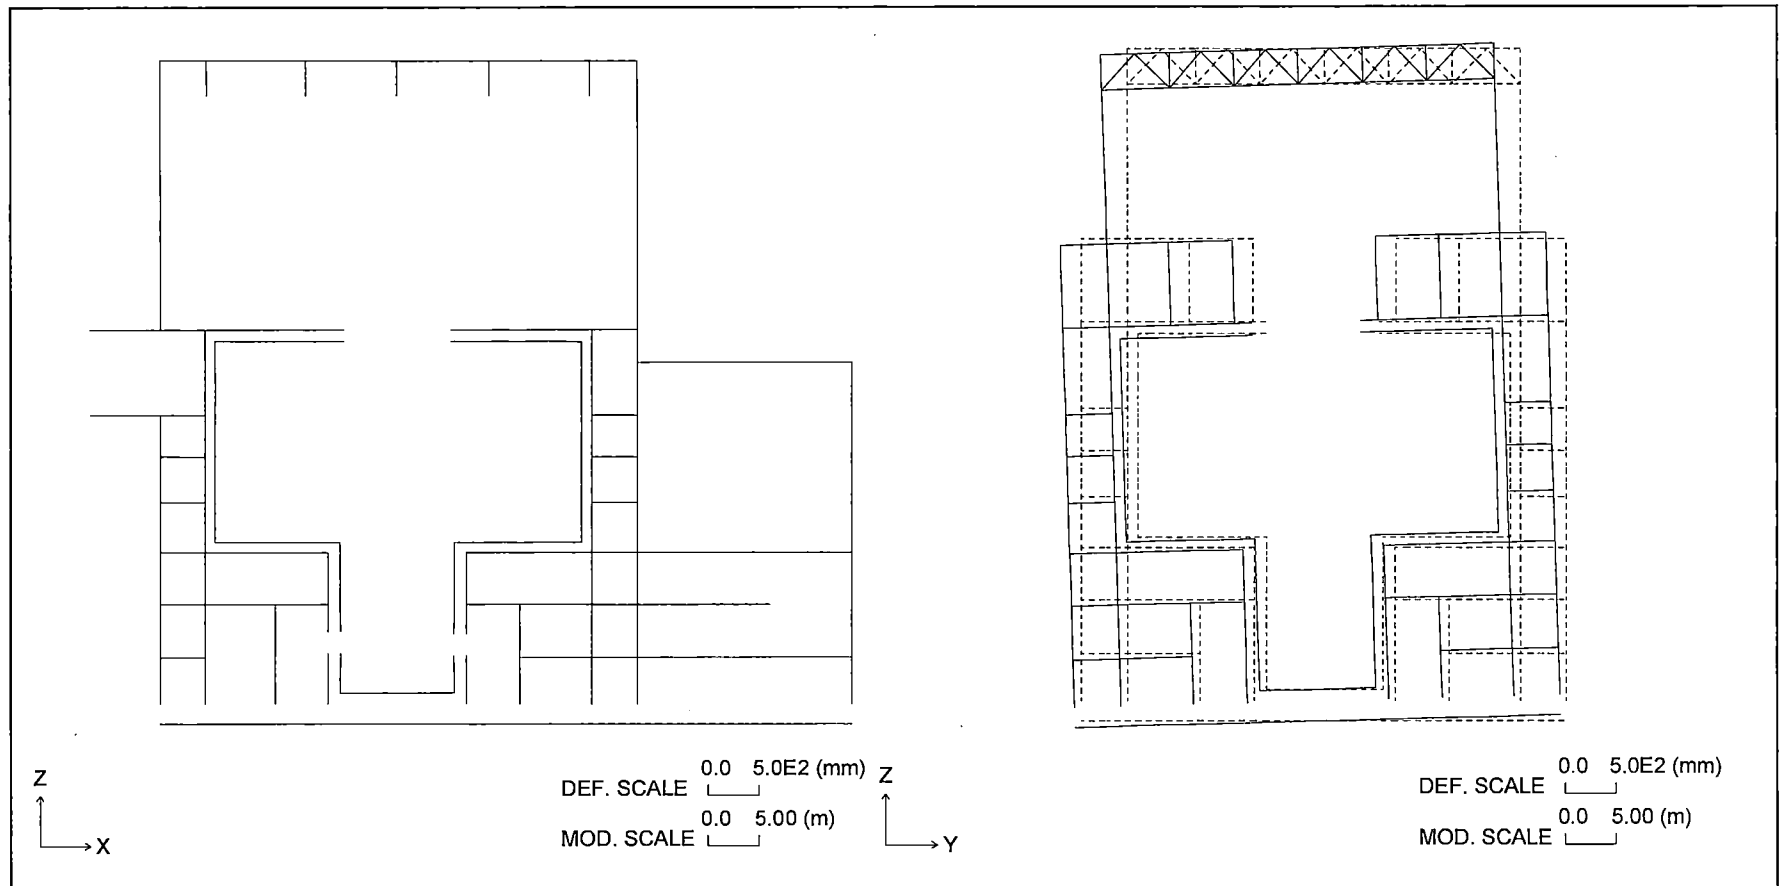 Z
X
0.0 5.0E2 (mm)
DEF. SCALE
0.0 5.00 (m)
MOD. SCALE
Z
Y
0.0 5.0E2 (mm)
DEF. SCALE
0.0 5.00 (m)
MOD. SCALE